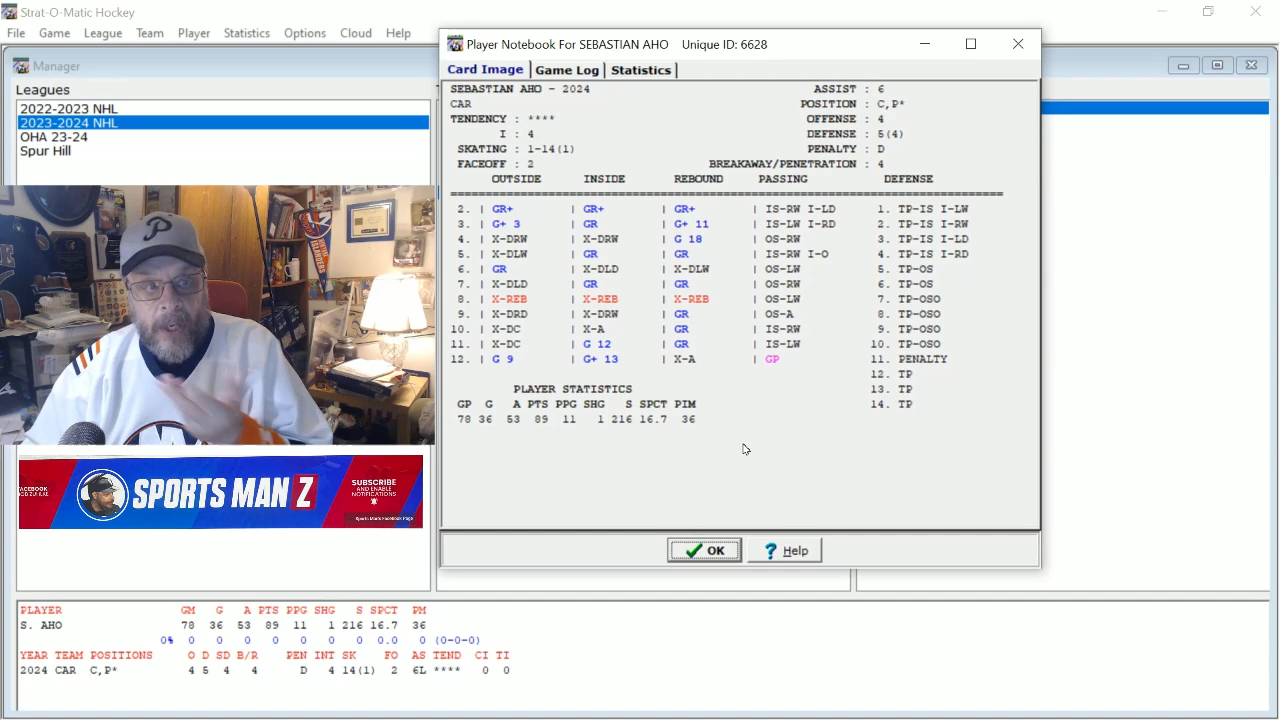 Strat-O-Matic Hockey
File Game League Team Player Statistics Options Cloud Help
Manager
Leagues
2022-2023 NHL
2023-2024 NHL
OHA 23-24
Spur Hill
Player Notebook For SEBASTIAN AHO Unique ID: 6628
Card Image Game Log Statistics
SEBASTIAN AHO - 2024 ASSIST : 6
CAR POSITION : C,P*
TENDENCY : **** OFFENSE : 4
I : 4 DEFENSE : 5(4)
SKATING : 1-14(1) PENALTY : D
FACEOFF : 2 BREAKAWAY/PENETRATION : 4
OUTSIDE INSIDE REBOUND PASSING DEFENSE
2. | GR+ | GR+ | GR+ | IS-RW I-LD 1. TP-IS I-LW
3. | G+ 3 | GR | G+ 11 | IS-LW I-RD 2. TP-IS I-RW
4. | X-DRW | X-DRW | G 18 | OS-RW 3. TP-IS I-LD
5. | X-DLW | GR | GR | IS-RW I-O 4. TP-IS I-RD
6. | GR | X-DLD | X-DLW | OS-LW 5. TP-OS
7. | X-DLD | GR | GR | OS-RW 6. TP-OS
8. | X-REB | X-REB | X-REB | OS-LW 7. TP-OSO
9. | X-DRD | X-DRW | GR | OS-A 8. TP-OSO
10. | X-DC | X-A | GR | IS-RW 9. TP-OSO
11. | X-DC | G 12 | GR | IS-LW 10. TP-OSO
12. | G 9 | G+ 13 | X-A | GP 11. PENALTY
12. TP
13. TP
14. TP
PLAYER STATISTICS
GP G A PTS PPG SHG S SPCT PIM
78 36 53 89 11 1 216 16.7 36
OK Help
P
SPORTS MAN Z
SUBSCRIBE
AND ENABLE
NOTIFICATIONS
PLAYER GM G A PTS PPG SHG S SPCT PM
S. AHO 78 36 53 89 11 1 216 16.7 36
0% 0 0 0 0 0 0 0 0.0 0 (0-0-0)
YEAR TEAM POSITIONS O D SD B/R PEN INT SK FO AS TEND CI TI
2024 CAR C,P* 4 5 4 4 D 4 14(1) 2 6L **** 0 0